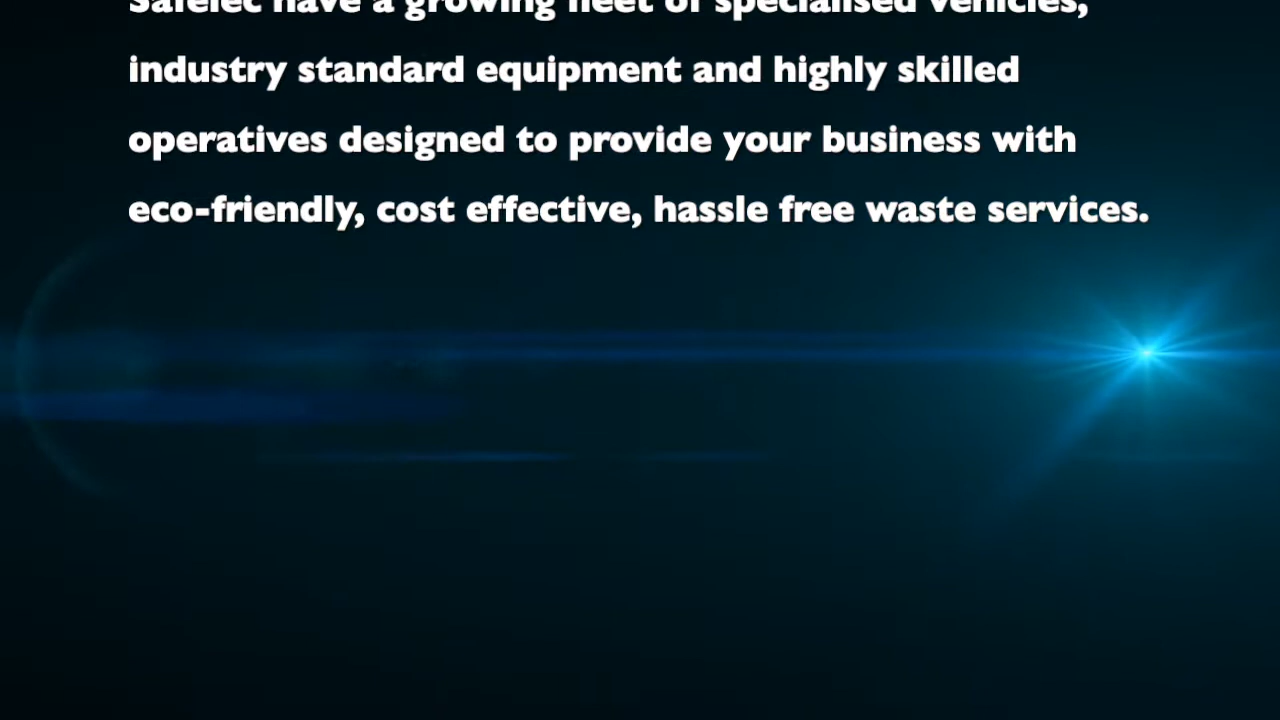 Safelec have a growing fleet of specialised vehicles,
industry standard equipment and highly skilled
operatives designed to provide your business with
eco-friendly, cost effective, hassle free waste services.